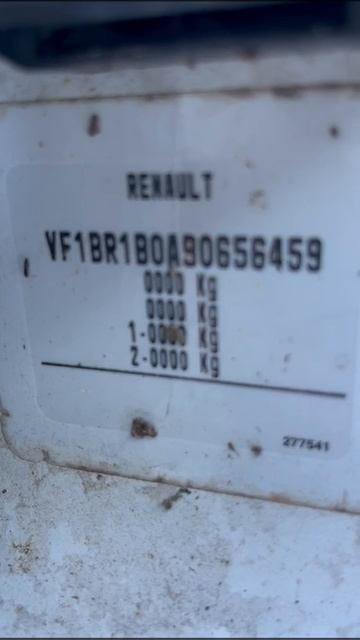 RENAULT
VF1BR1B0A90656459
0000 Kg
0000 Kg
1-0000 Kg
2-0000 Kg
277541